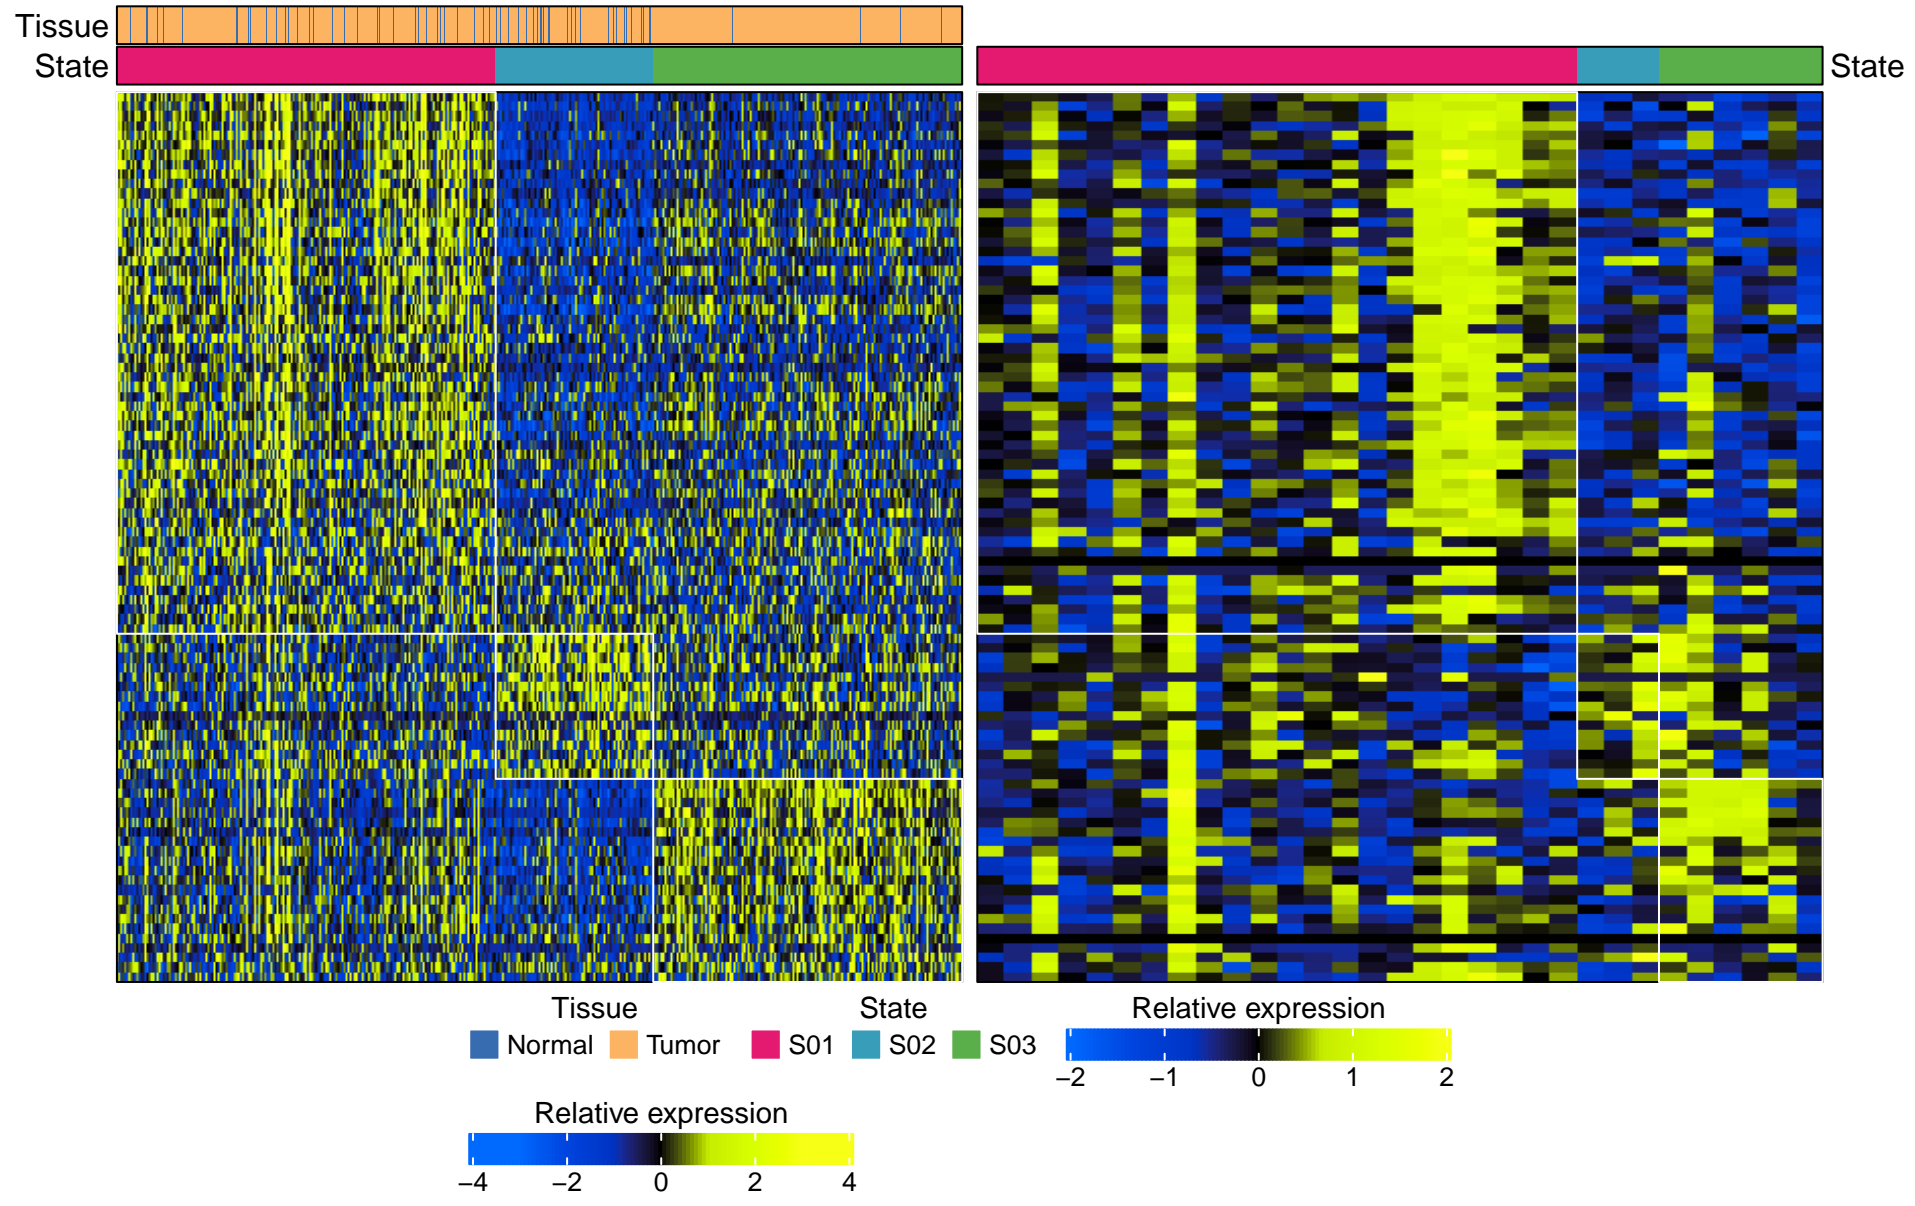 Tissue
State
State
Tissue
Normal Tumor
State
S01 S02 S03
Relative expression
−2 −1 0 1 2
Relative expression
−4 −2 0 2 4